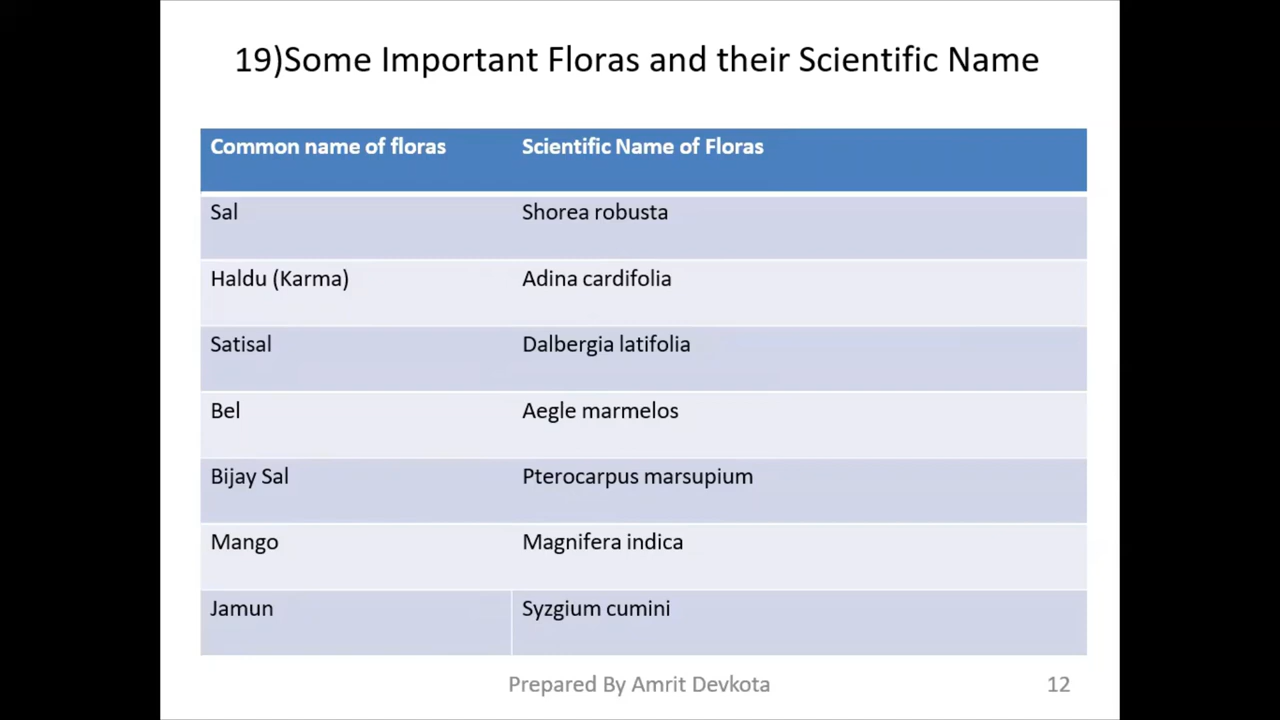 19)Some Important Floras and their Scientific Name
Common name of floras Scientific Name of Floras
Sal Shorea robusta
Haldu (Karma) Adina cardifolia
Satisal Dalbergia latifolia
Bel Aegle marmelos
Bijay Sal Pterocarpus marsupium
Mango Magnifera indica
Jamun Syzgium cumini
Prepared By Amrit Devkota 12